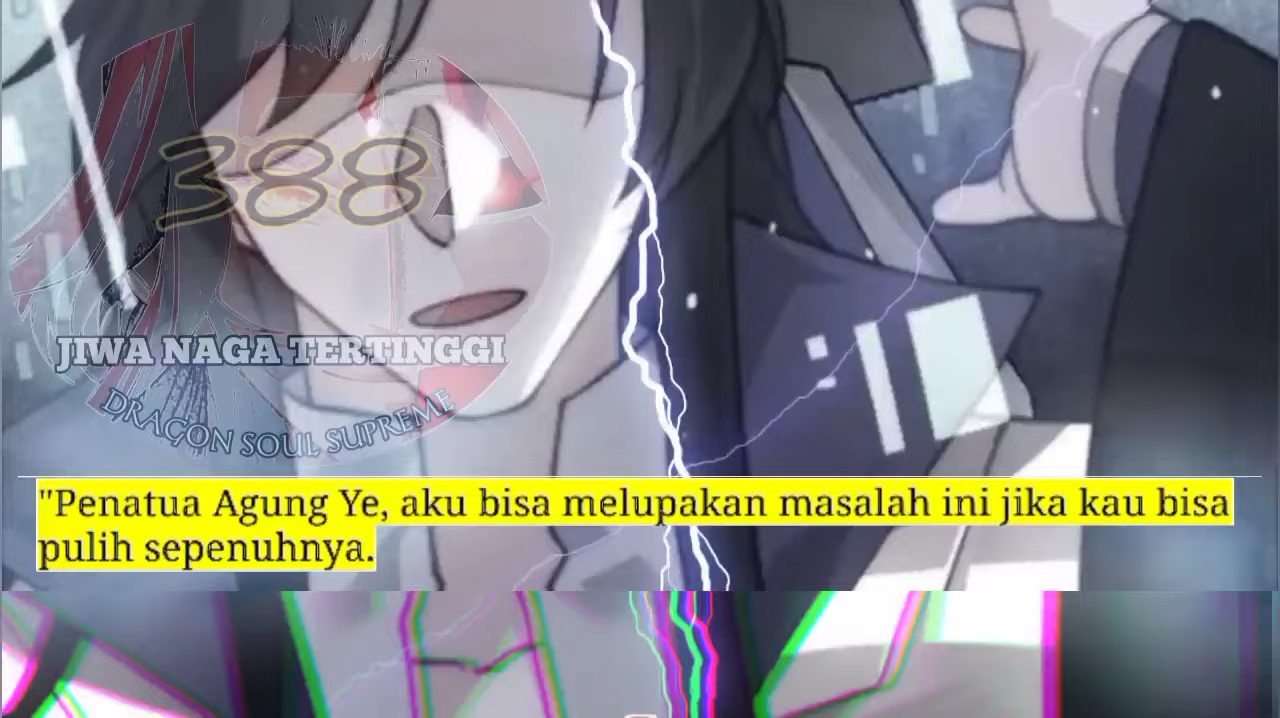 388
JIWA NAGA TERTINGGI
DRAGON SOUL SUPREME
"Penatua Agung Ye, aku bisa melupakan masalah ini jika kau bisa
pulih sepenuhnya.